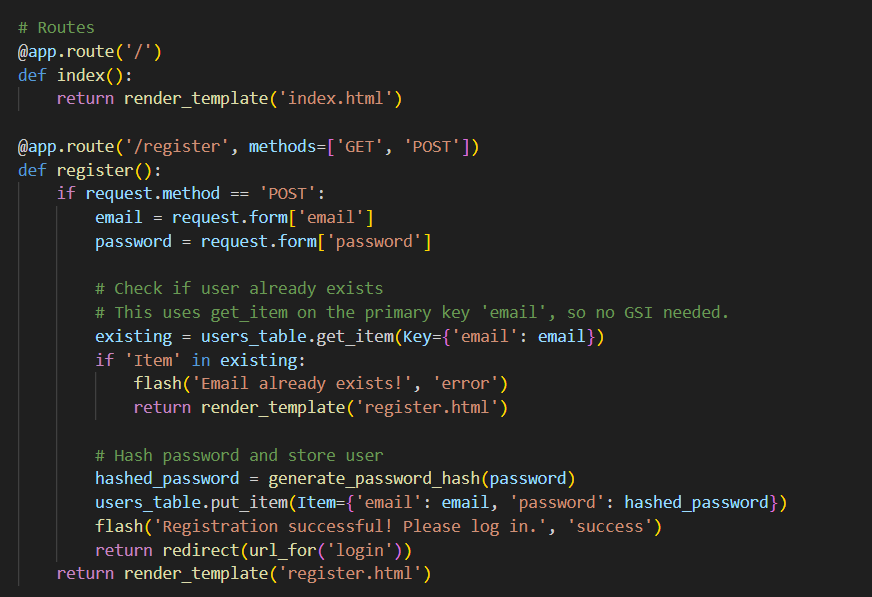 # Routes
@app.route('/')
def index():
    return render_template('index.html')

@app.route('/register', methods=['GET', 'POST'])
def register():
    if request.method == 'POST':
        email = request.form['email']
        password = request.form['password']

        # Check if user already exists
        # This uses get_item on the primary key 'email', so no GSI needed.
        existing = users_table.get_item(Key={'email': email})
        if 'Item' in existing:
            flash('Email already exists!', 'error')
            return render_template('register.html')

        # Hash password and store user
        hashed_password = generate_password_hash(password)
        users_table.put_item(Item={'email': email, 'password': hashed_password})
        flash('Registration successful! Please log in.', 'success')
        return redirect(url_for('login'))
    return render_template('register.html')